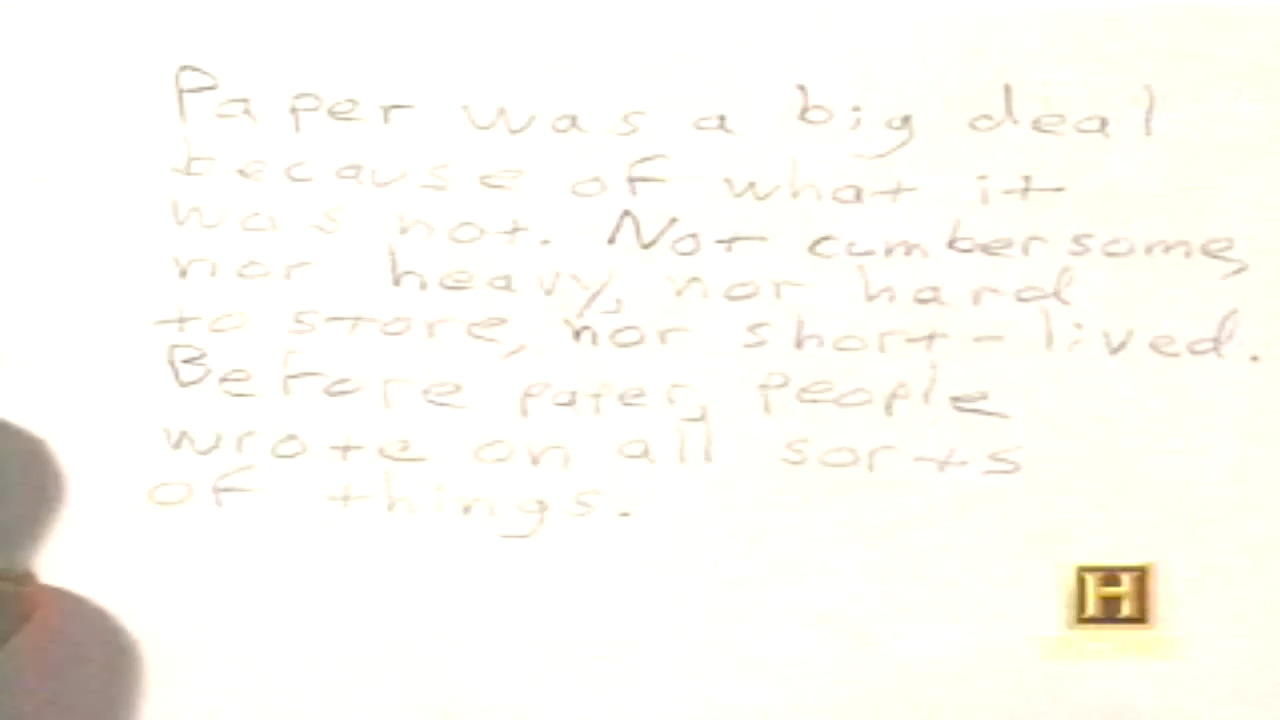 Paper was a big deal
because of what it
was not. Not cumbersome,
nor heavy, nor hard
to store, nor short-lived.
Before paper, people
wrote on all sorts
of things.
H